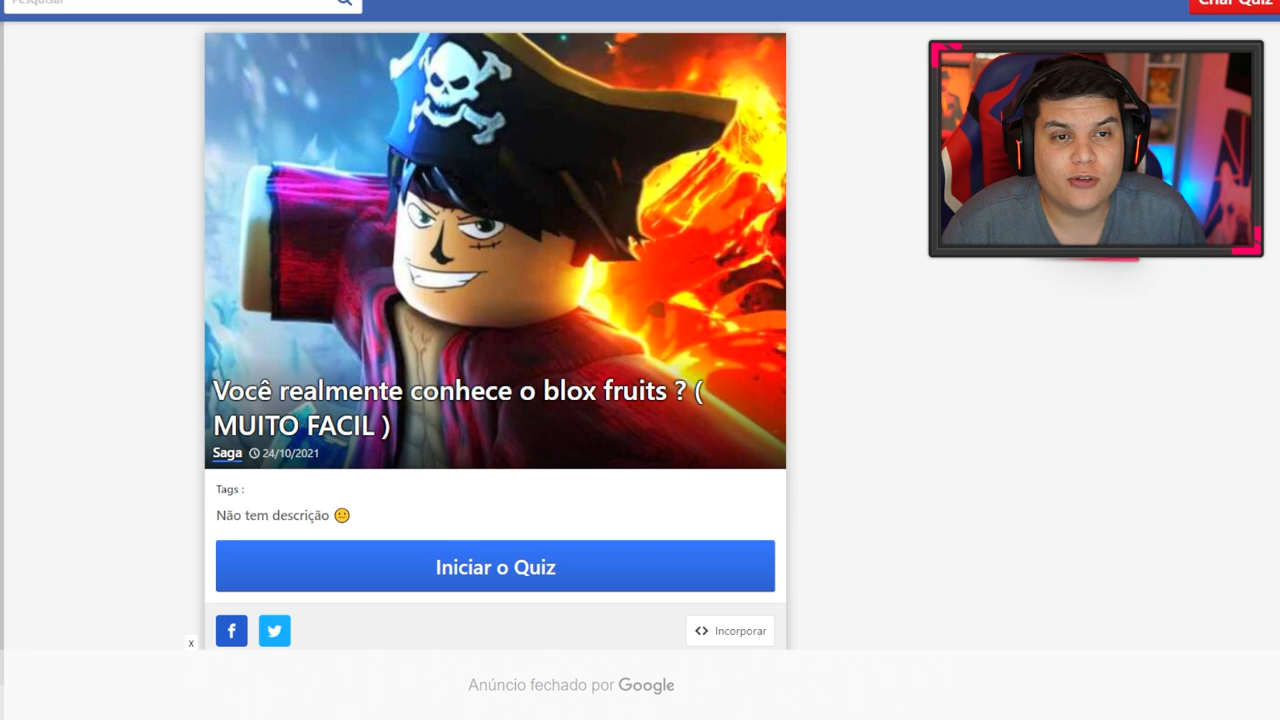 Pesquisar
Criar Quiz
Você realmente conhece o blox fruits ? (
MUITO FACIL )
Saga 24/10/2021
Tags :
Não tem descrição
Iniciar o Quiz
f
Incorporar
x
Anúncio fechado por Google